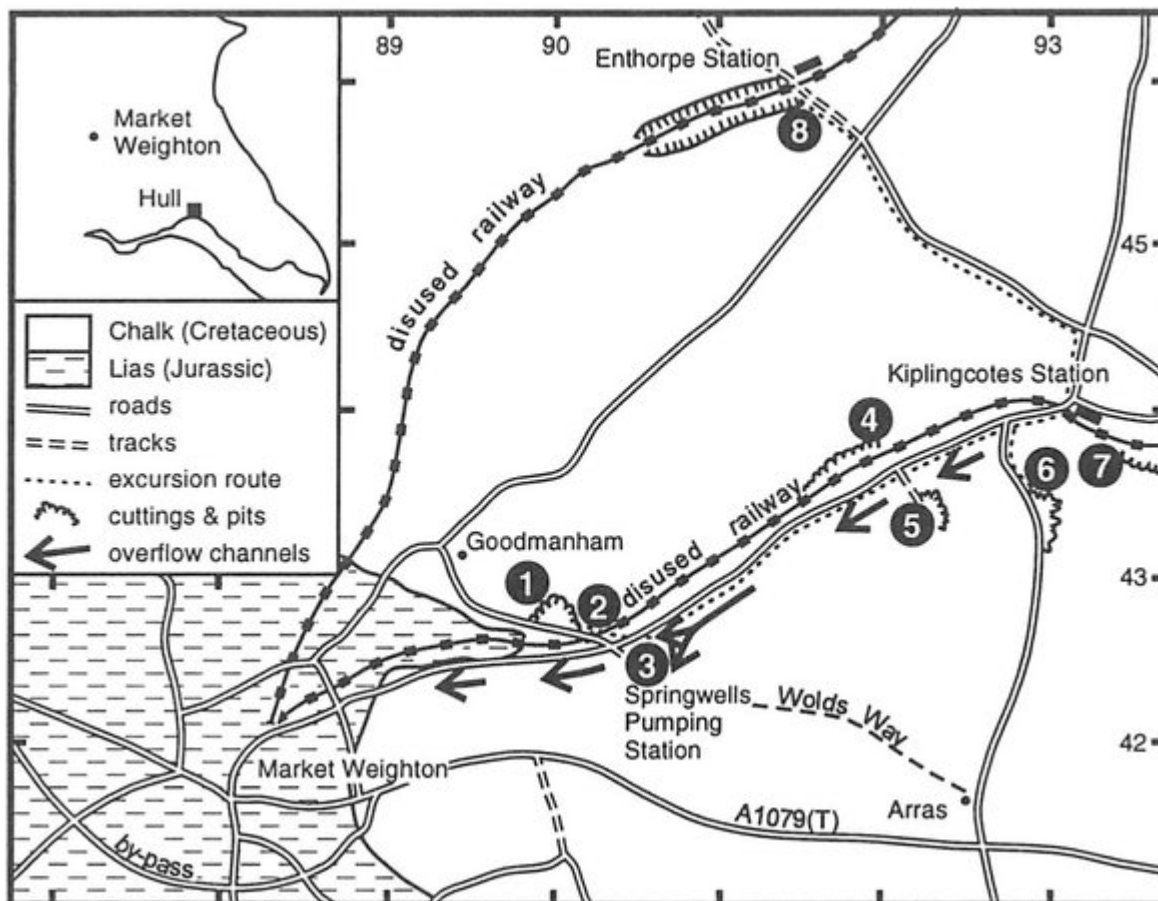 Market
Weighton
Hull
Chalk (Cretaceous)
Lias (Jurassic)
roads
tracks
excursion route
cuttings & pits
overflow channels
89
90
93
Enthorpe Station
8
disused railway
45
Kiplingcotes Station
4
6
7
5
Goodmanham
1
2
disused railway
43
3
Springwells
Pumping
Station
Wolds Way
42
Market Weighton
Arras
A1079(T)
by-pass